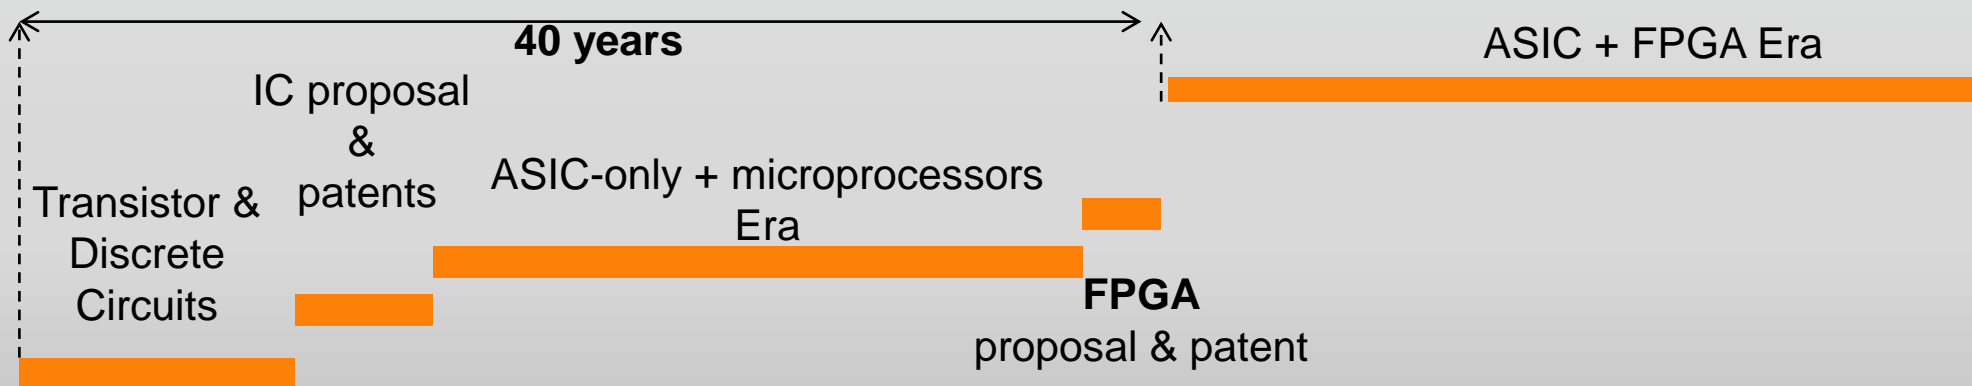 40 years
ASIC + FPGA Era
IC proposal
&
patents
ASIC-only + microprocessors
Era
Transistor &
Discrete
Circuits
FPGA
proposal & patent